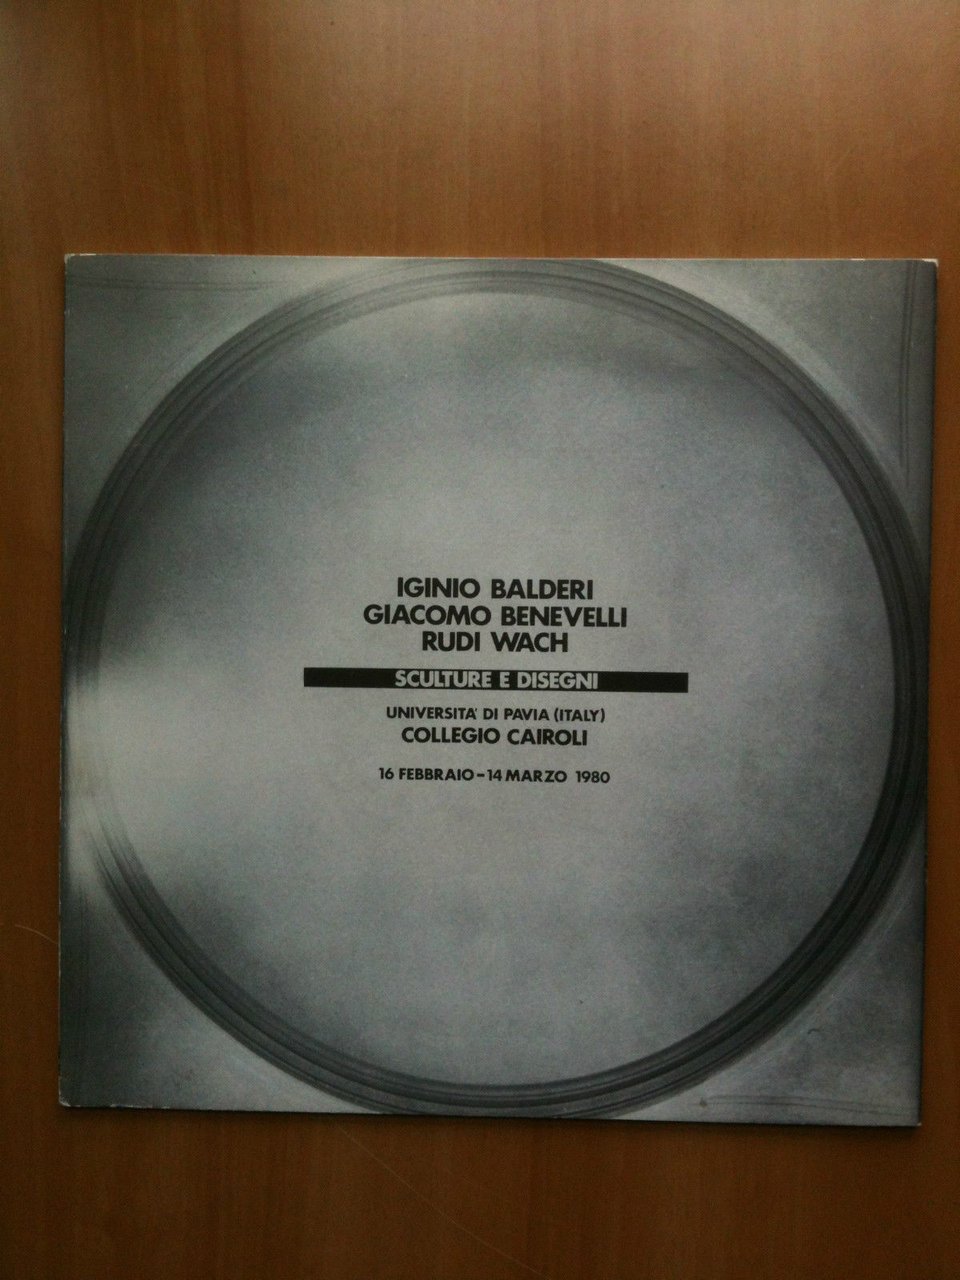 IGINIO BALDERI
GIACOMO BENEVELLI
RUDI WACH
SCULTURE E DISEGNI
UNIVERSITA' DI PAVIA (ITALY)
COLLEGIO CAIROLI
16 FEBBRAIO-14 MARZO 1980